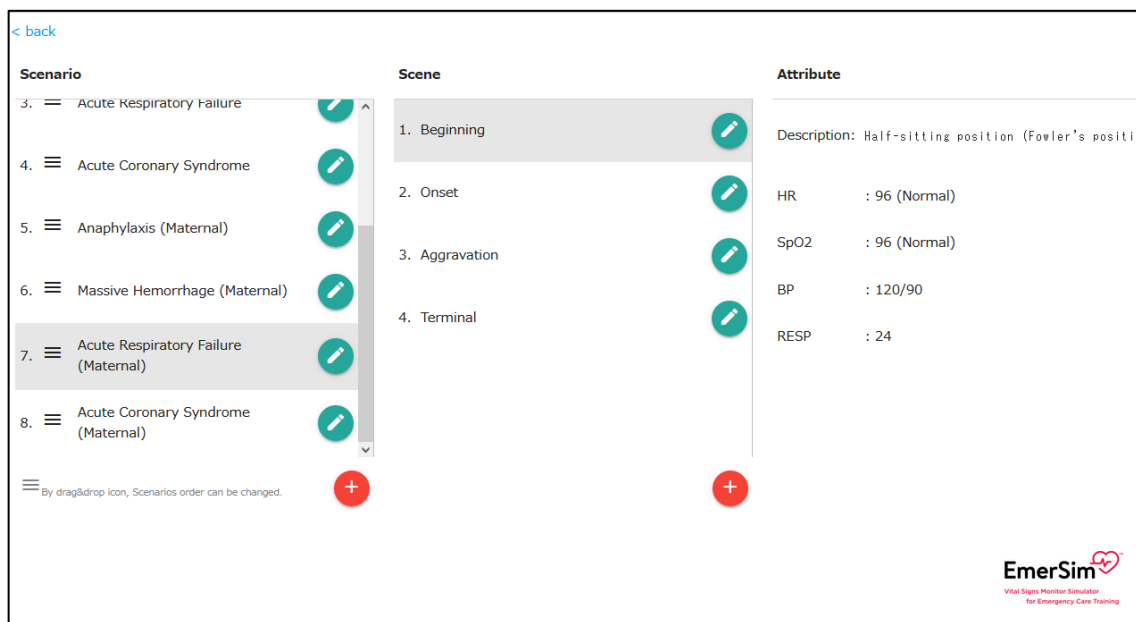 < back
Scenario
3. Acute Respiratory Failure
4. Acute Coronary Syndrome
5. Anaphylaxis (Maternal)
6. Massive Hemorrhage (Maternal)
7. Acute Respiratory Failure
(Maternal)
8. Acute Coronary Syndrome
(Maternal)
By drag&drop icon, Scenarios order can be changed.
Scene
1. Beginning
2. Onset
3. Aggravation
4. Terminal
Attribute
Description: Half-sitting position (Fowler's positi
HR : 96 (Normal)
SpO2 : 96 (Normal)
BP : 120/90
RESP : 24
EmerSim™
Vital Signs Monitor Simulator
for Emergency Care Training